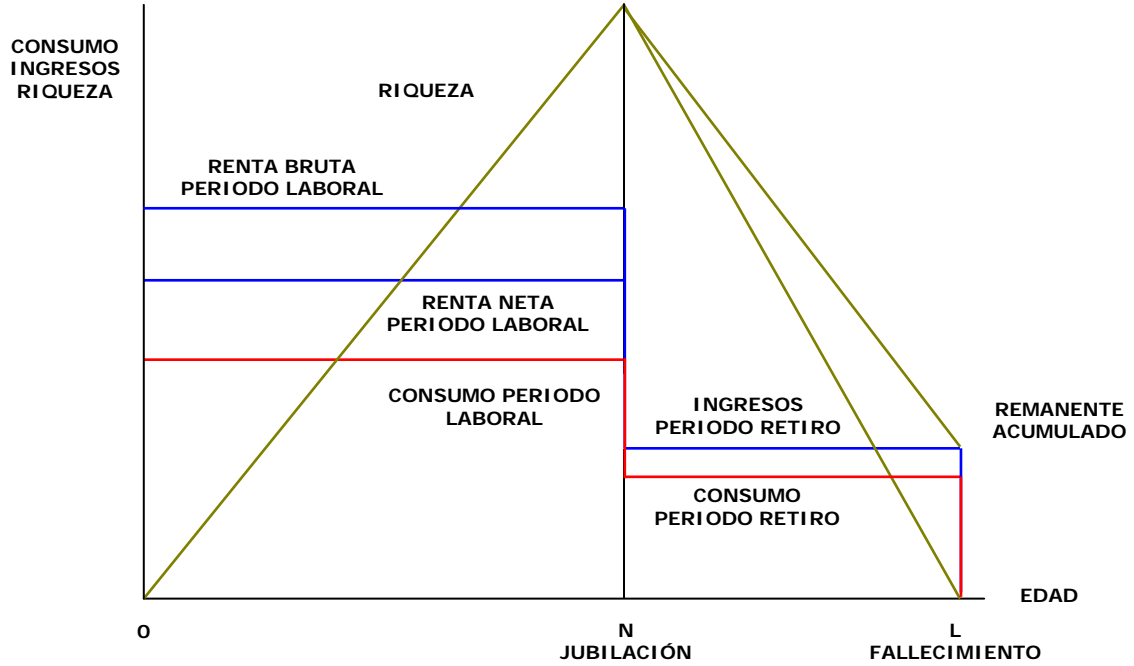 CONSUMO
INGRESOS
RIQUEZA
RIQUEZA
RENTA BRUTA
PERIODO LABORAL
RENTA NETA
PERIODO LABORAL
CONSUMO PERIODO
LABORAL
INGRESOS
PERIODO RETIRO
REMANENTE
ACUMULADO
CONSUMO
PERIODO RETIRO
EDAD
0
N
JUBILACIÓN
L
FALLECIMIENTO